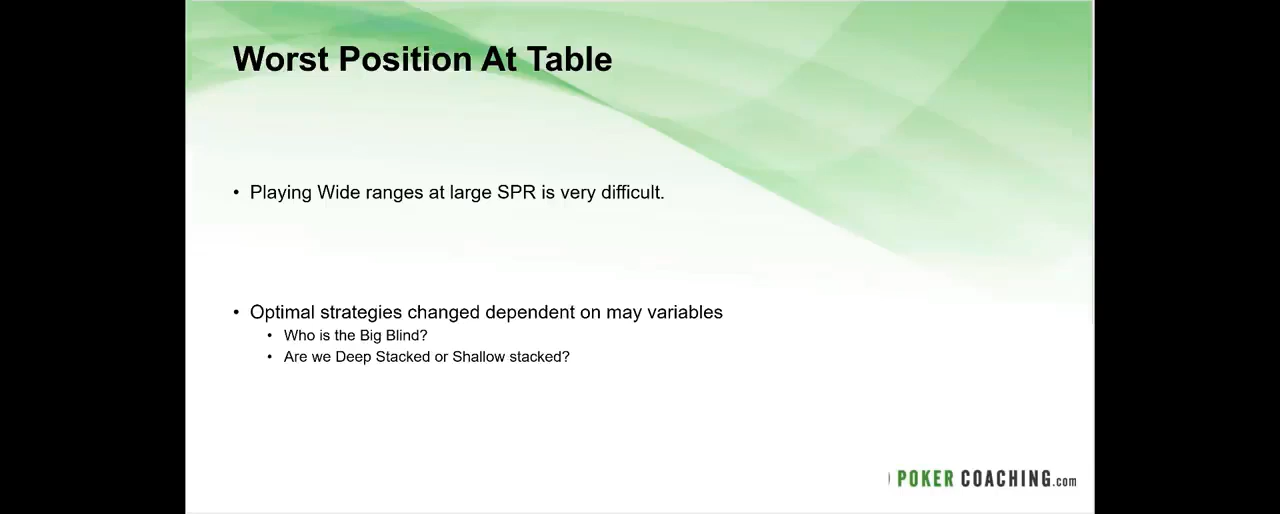 Worst Position At Table
• Playing Wide ranges at large SPR is very difficult.
• Optimal strategies changed dependent on may variables
• Who is the Big Blind?
• Are we Deep Stacked or Shallow stacked?
POKER COACHING.com